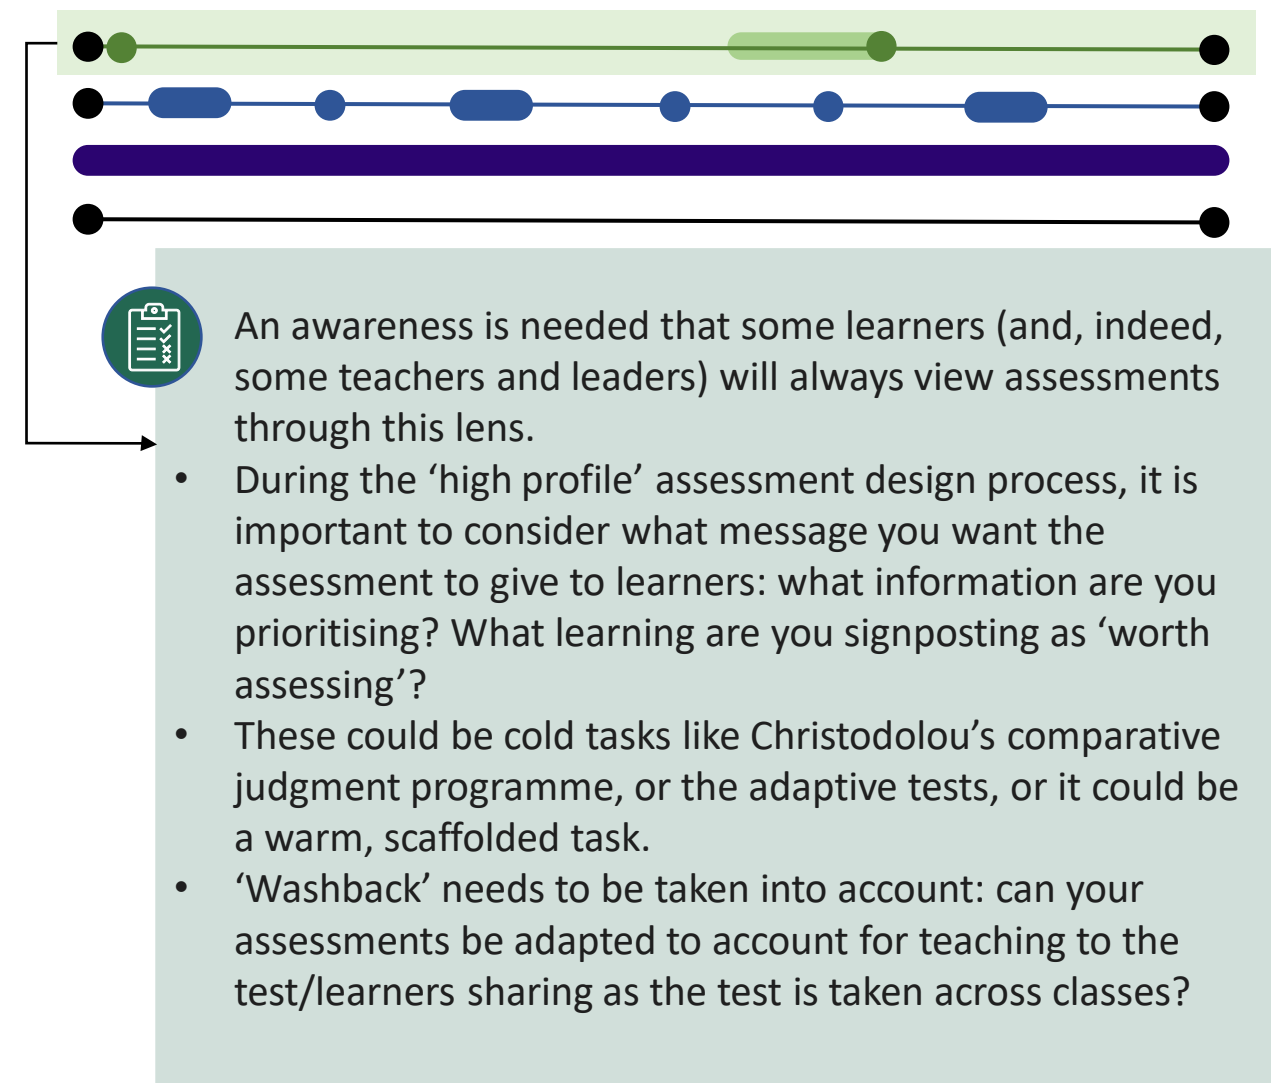 An awareness is needed that some learners (and, indeed,
some teachers and leaders) will always view assessments
through this lens.
• During the ‘high profile’ assessment design process, it is
important to consider what message you want the
assessment to give to learners: what information are you
prioritising? What learning are you signposting as ‘worth
assessing’?
• These could be cold tasks like Christodolou’s comparative
judgment programme, or the adaptive tests, or it could be
a warm, scaffolded task.
• ‘Washback’ needs to be taken into account: can your
assessments be adapted to account for teaching to the
test/learners sharing as the test is taken across classes?